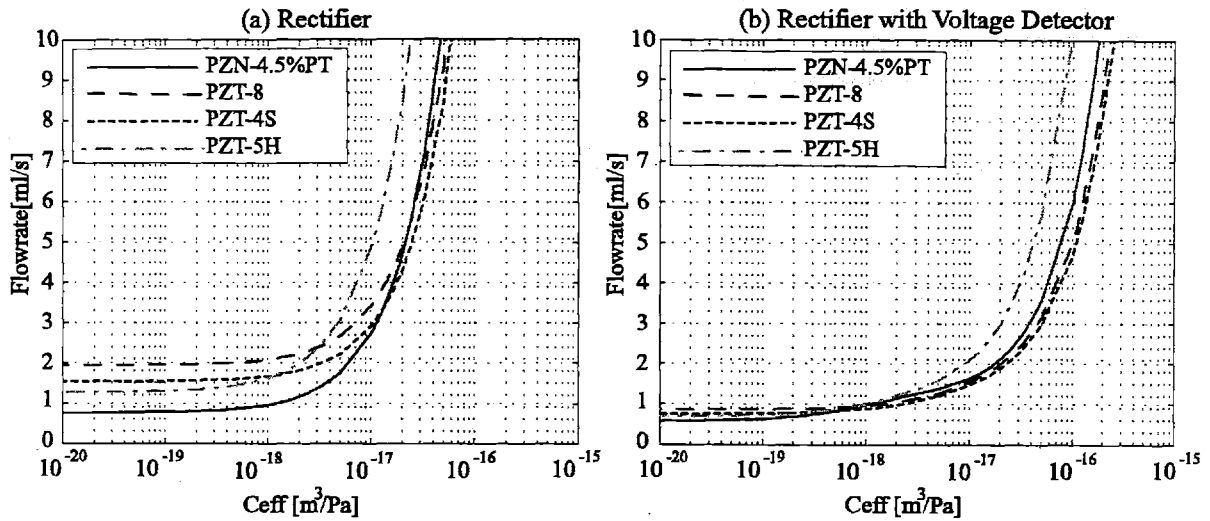 (a) Rectifier
10
9
8
7
6
5
4
3
2
1
0
Flowrate[ml/s]
PZN-4.5%PT
PZT-8
PZT-4S
PZT-5H
10^-20 10^-19 10^-18 10^-17 10^-16 10^-15
Ceff [m^3/Pa]
(b) Rectifier with Voltage Detector
10
9
8
7
6
5
4
3
2
1
0
Flowrate[ml/s]
PZN-4.5%PT
PZT-8
PZT-4S
PZT-5H
10^-20 10^-19 10^-18 10^-17 10^-16 10^-15
Ceff [m^3/Pa]